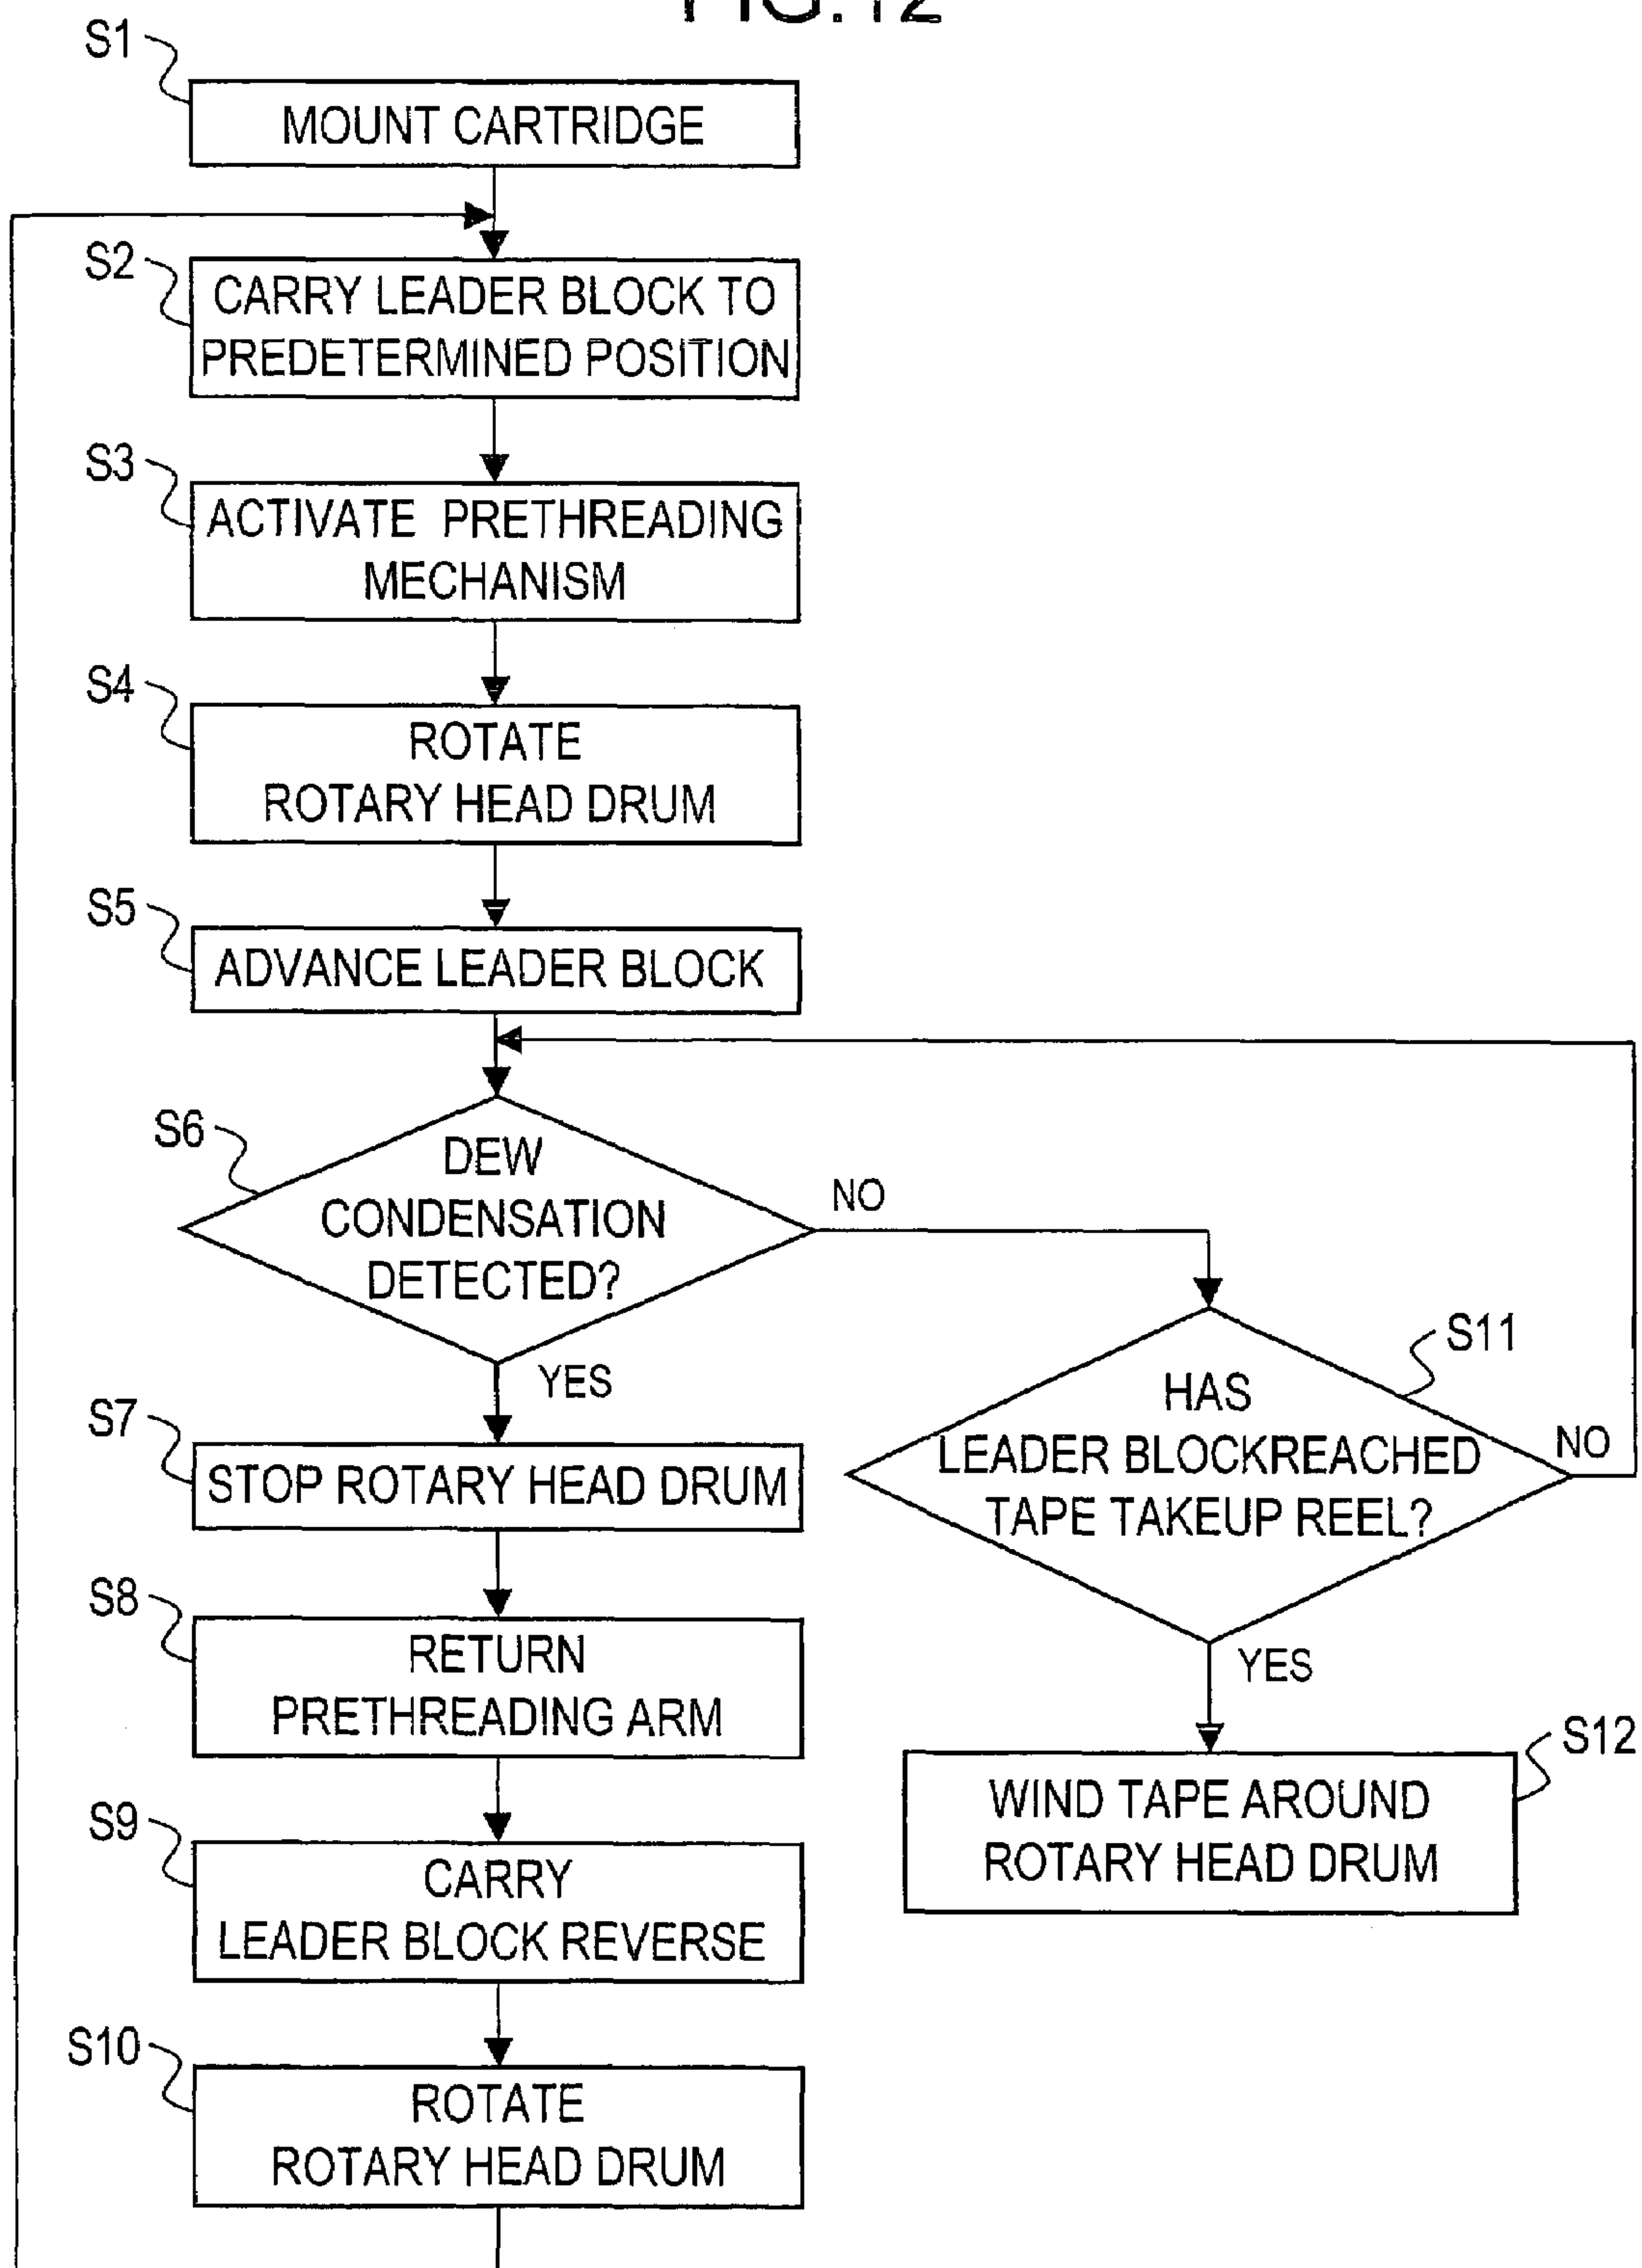 FIG.12
S1
MOUNT CARTRIDGE
S2
CARRY LEADER BLOCK TO
PREDETERMINED POSITION
S3
ACTIVATE PRETHREADING
MECHANISM
S4
ROTATE
ROTARY HEAD DRUM
S5
ADVANCE LEADER BLOCK
S6
DEW
CONDENSATION
DETECTED?
NO
YES
S11
HAS
LEADER BLOCKREACHED
TAPE TAKEUP REEL?
NO
YES
S7
STOP ROTARY HEAD DRUM
S8
RETURN
PRETHREADING ARM
S12
WIND TAPE AROUND
ROTARY HEAD DRUM
S9
CARRY
LEADER BLOCK REVERSE
S10
ROTATE
ROTARY HEAD DRUM